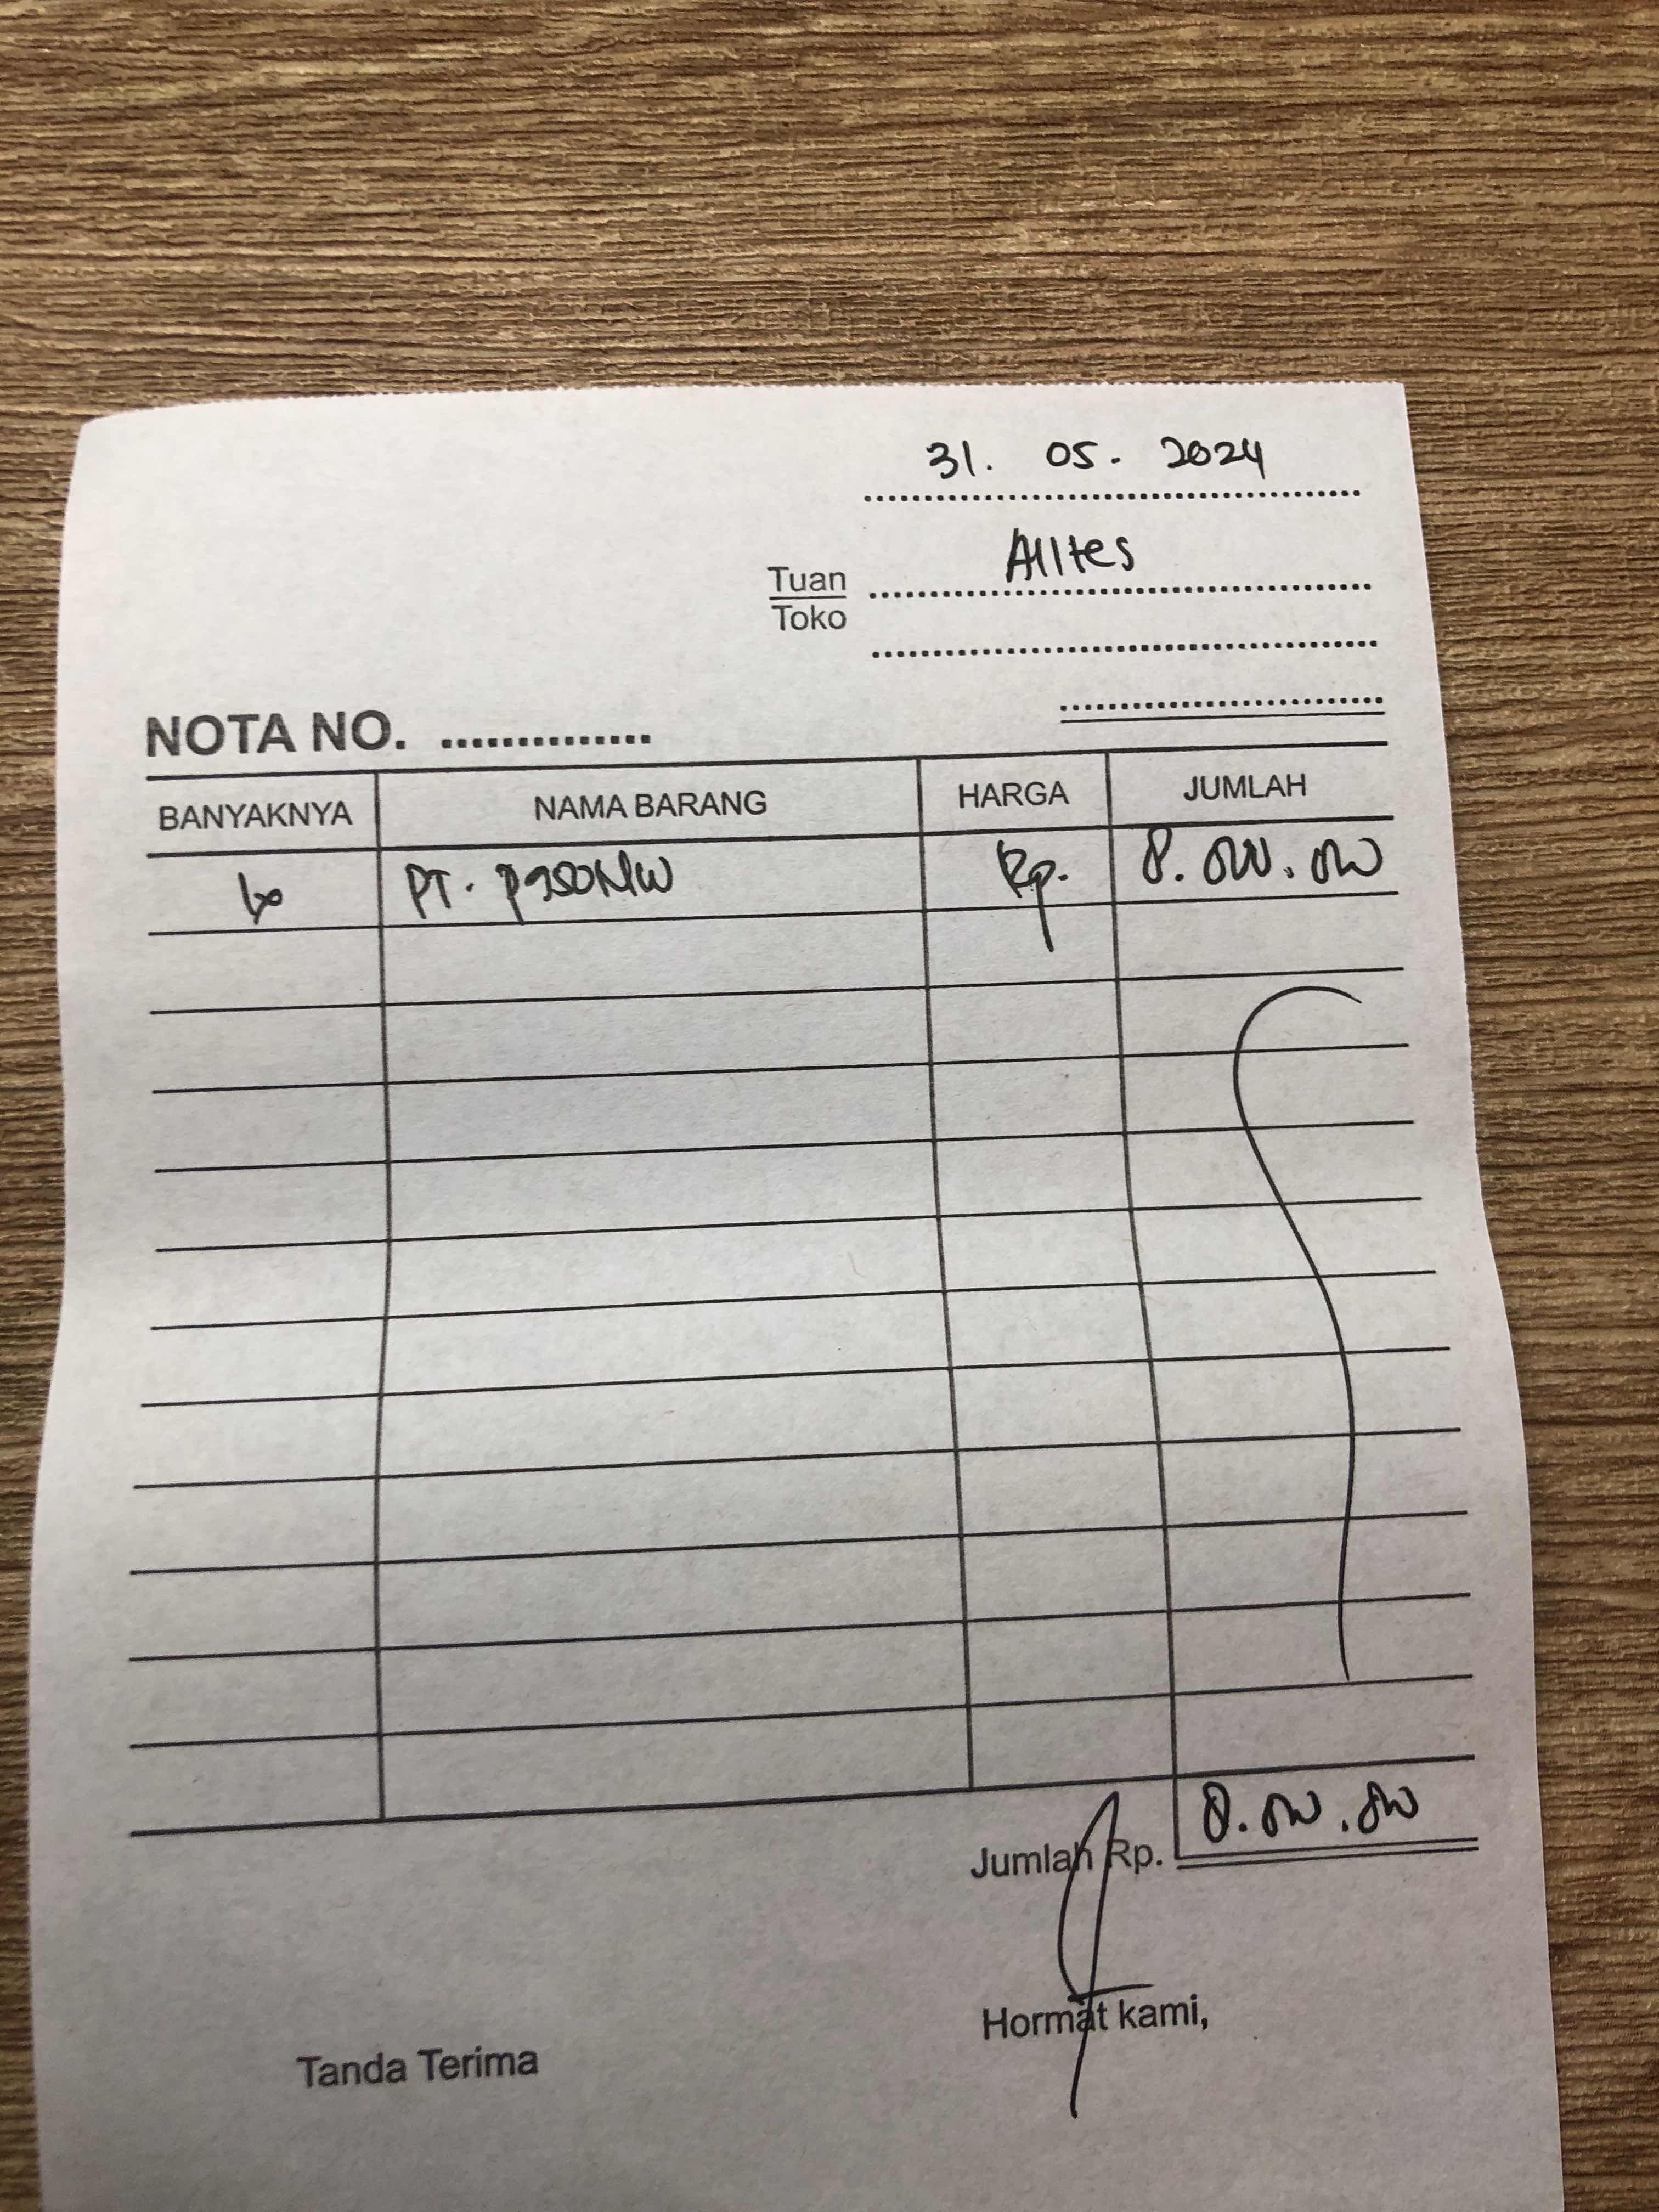 31. 05. 2024
Alltes
Tuan
Toko
NOTA NO. ..............
BANYAKNYA NAMA BARANG HARGA JUMLAH
PT. Rp. 8.000.000
Jumlah Rp. 8.000.000
Hormat kami,
Tanda Terima